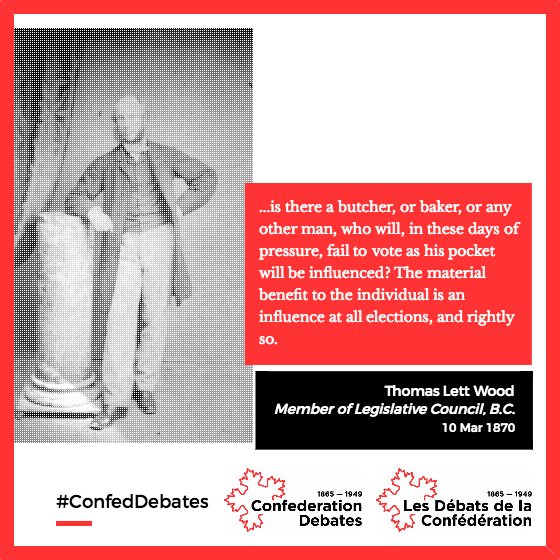 ...is there a butcher, or baker, or any
other man, who will, in these days of
pressure, fail to vote as his pocket
will be influenced? The material
benefit to the individual is an
influence at all elections, and rightly
so.
Thomas Lett Wood
Member of Legislative Council, B.C.
10 Mar 1870
#ConfedDebates
1865 — 1949
Confederation
Debates
1865 — 1949
Les Débats de la
Confédération